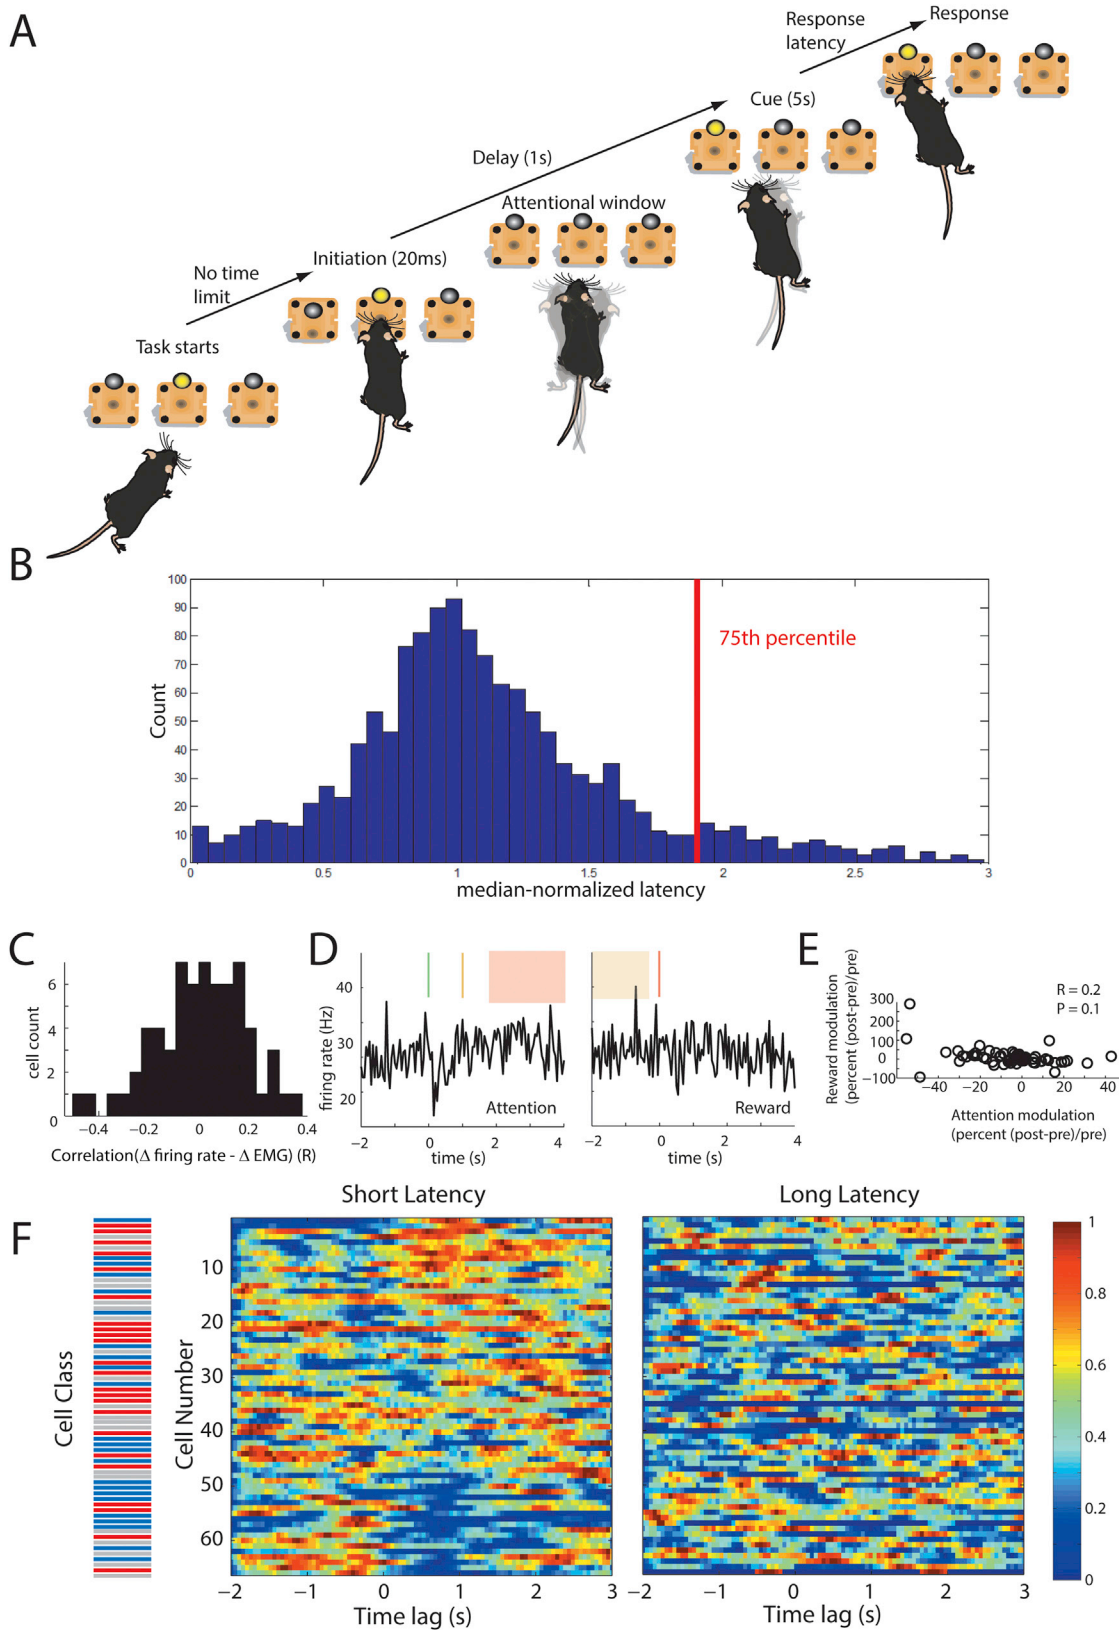 A
Task starts
No time
limit
Initiation (20ms)
Delay (1s)
Attentional window
Cue (5s)
Response
latency
Response
B
100
90
80
70
60
50
40
30
20
10
0
Count
75th percentile
0 0.5 1 1.5 2 2.5 3
median-normalized latency
C
6
4
2
0
cell count
−0.4 −0.2 0 0.2 0.4
Correlation(Δ firing rate - Δ EMG) (R)
D
40
30
20
firing rate (Hz)
Attention
−2 0 2 4
time (s)
Reward
−2 0 2 4
time (s)
E
Reward modulation
(percent (post-pre)/pre)
300
200
100
0
−100
R = 0.2
P = 0.1
−40 −20 0 20 40
Attention modulation
(percent (post-pre)/pre)
F
Cell Class
Short Latency
Cell Number
10
20
30
40
50
60
−2 −1 0 1 2 3
Time lag (s)
Long Latency
−2 −1 0 1 2 3
Time lag (s)
1
0.8
0.6
0.4
0.2
0